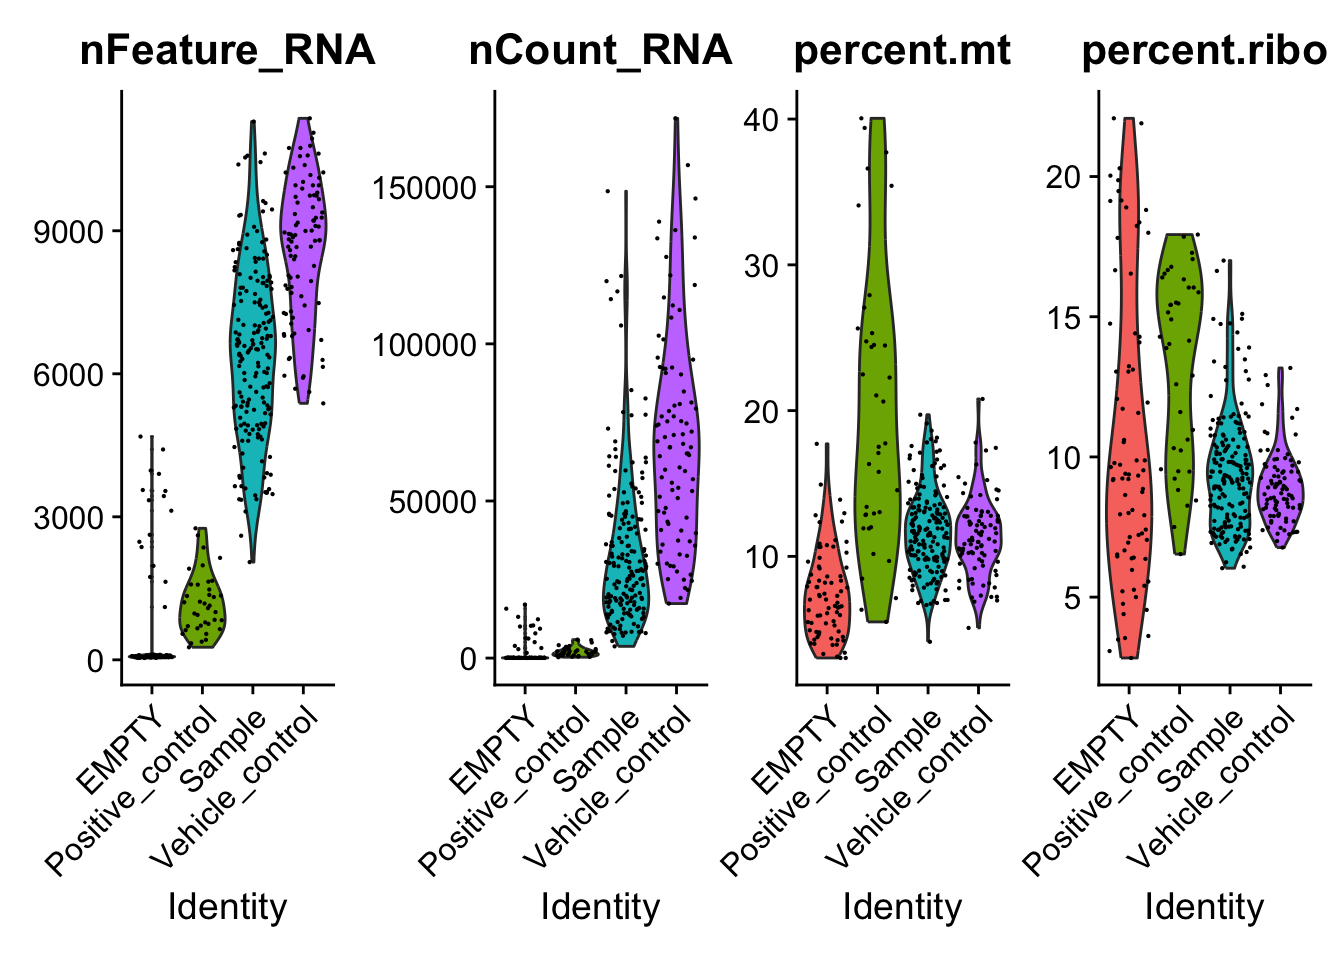 nFeature_RNA
9000
6000
3000
0
EMPTY
Positive_control
Sample
Vehicle_control
Identity
nCount_RNA
150000
100000
50000
0
EMPTY
Positive_control
Sample
Vehicle_control
Identity
percent.mt
40
30
20
10
EMPTY
Positive_control
Sample
Vehicle_control
Identity
percent.ribo
20
15
10
5
EMPTY
Positive_control
Sample
Vehicle_control
Identity